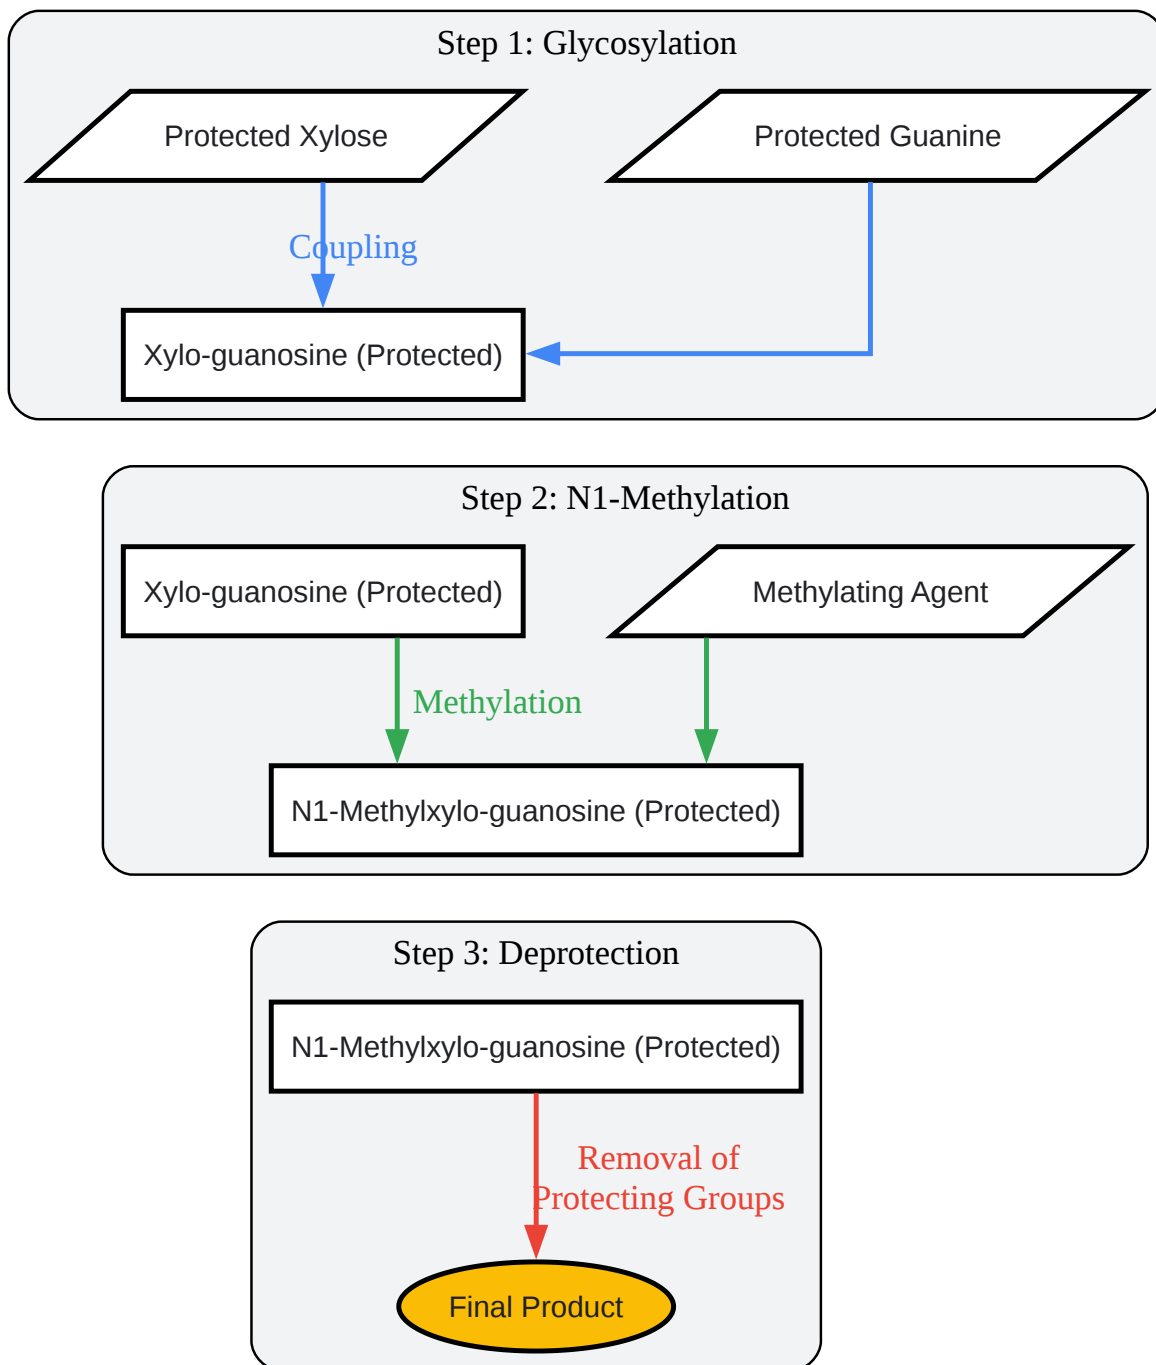 Step 1: Glycosylation
Protected Xylose
Protected Guanine
Coupling
Xylo-guanosine (Protected)
Step 2: N1-Methylation
Xylo-guanosine (Protected)
Methylating Agent
Methylation
N1-Methylxylo-guanosine (Protected)
Step 3: Deprotection
N1-Methylxylo-guanosine (Protected)
Removal of
Protecting Groups
Final Product